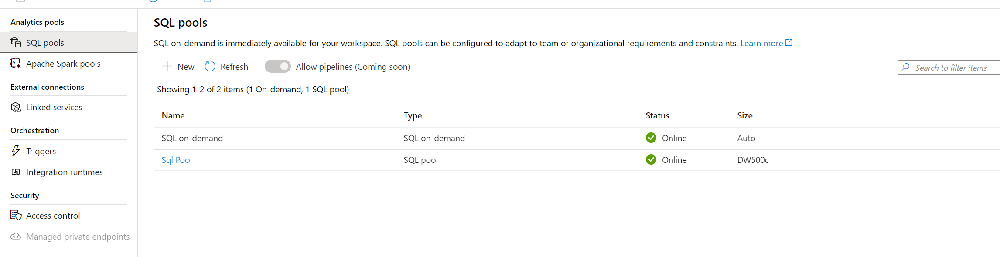 Refresh
Analytics pools
SQL pools
Apache Spark pools
External connections
Linked services
Orchestration
Triggers
Integration runtimes
Security
Access control
Managed private endpoints
SQL pools
SQL on-demand is immediately available for your workspace. SQL pools can be configured to adapt to team or organizational requirements and constraints. Learn more
New Refresh Allow pipelines (Coming soon)
Search to filter items
Showing 1-2 of 2 items (1 On-demand, 1 SQL pool)
Name Type Status Size
SQL on-demand SQL on-demand Online Auto
Sql Pool SQL pool Online DW500c